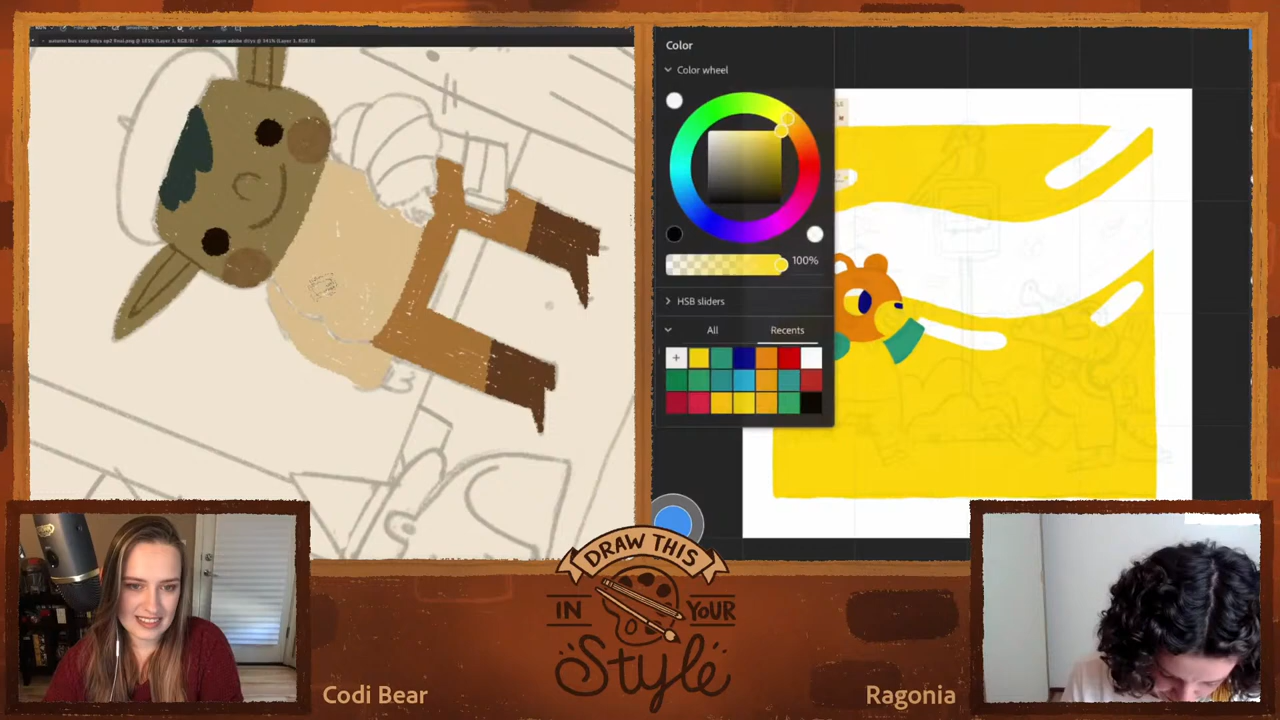 Color
Color wheel
100%
HSB sliders
All
Recents
DRAW THIS
IN YOUR
Style
Codi Bear
Ragonia